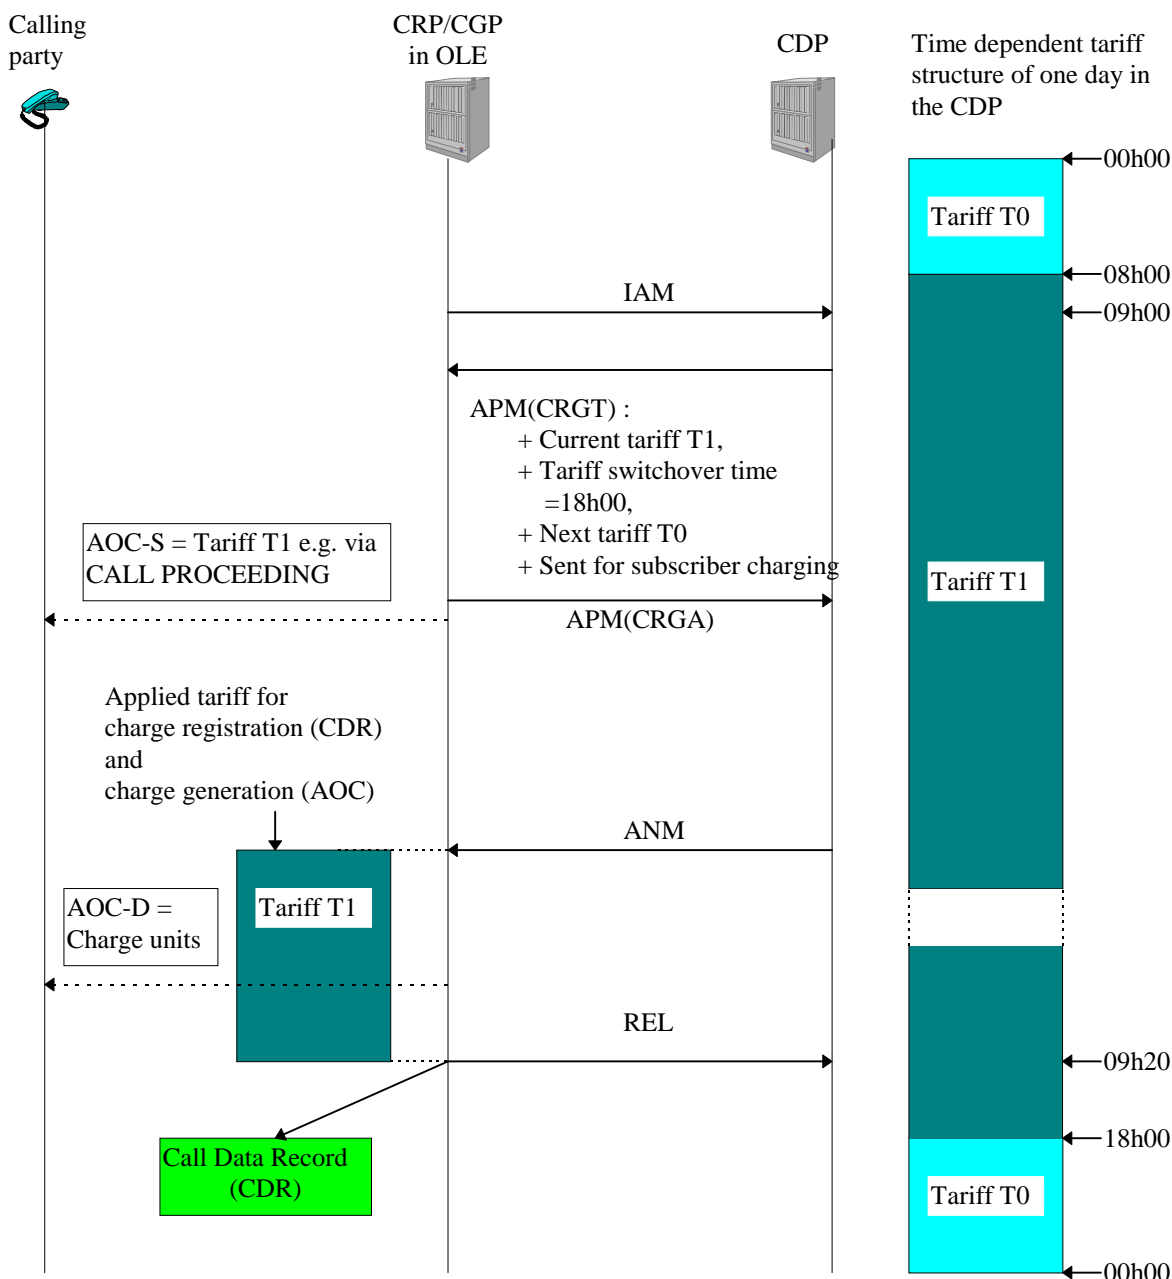 Calling
party
CRP/CGP
in OLE
CDP
Time dependent tariff
structure of one day in
the CDP
00h00
Tariff T0
08h00
IAM
09h00
APM(CRGT) :
+ Current tariff T1,
+ Tariff switchover time
=18h00,
+ Next tariff T0
+ Sent for subscriber charging
AOC-S = Tariff T1 e.g. via
CALL PROCEEDING
Tariff T1
APM(CRGA)
Applied tariff for
charge registration (CDR)
and
charge generation (AOC)
ANM
AOC-D =
Charge units
Tariff T1
REL
09h20
18h00
Call Data Record
(CDR)
Tariff T0
00h00